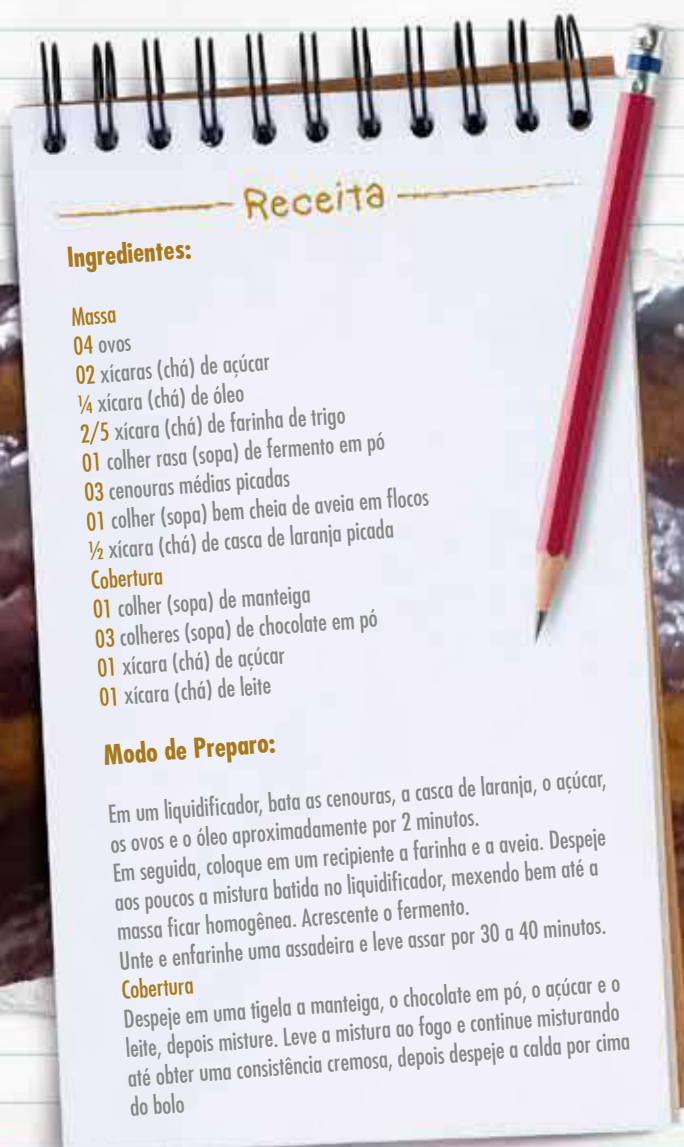 Receita
Ingredientes:
Massa
04 ovos
02 xícaras (chá) de açúcar
¼ xícara (chá) de óleo
2/5 xícara (chá) de farinha de trigo
01 colher rasa (sopa) de fermento em pó
03 cenouras médias picadas
01 colher (sopa) bem cheia de aveia em flocos
½ xícara (chá) de casca de laranja picada
Cobertura
01 colher (sopa) de manteiga
03 colheres (sopa) de chocolate em pó
01 xícara (chá) de açúcar
01 xícara (chá) de leite
Modo de Preparo:
Em um liquidificador, bata as cenouras, a casca de laranja, o açúcar,
os ovos e o óleo aproximadamente por 2 minutos.
Em seguida, coloque em um recipiente a farinha e a aveia. Despeje
aos poucos a mistura batida no liquidificador, mexendo bem até a
massa ficar homogênea. Acrescente o fermento.
Unte e enfarinhe uma assadeira e leve assar por 30 a 40 minutos.
Cobertura
Despeje em uma tigela a manteiga, o chocolate em pó, o açúcar e o
leite, depois misture. Leve a mistura ao fogo e continue misturando
até obter uma consistência cremosa, depois despeje a calda por cima
do bolo